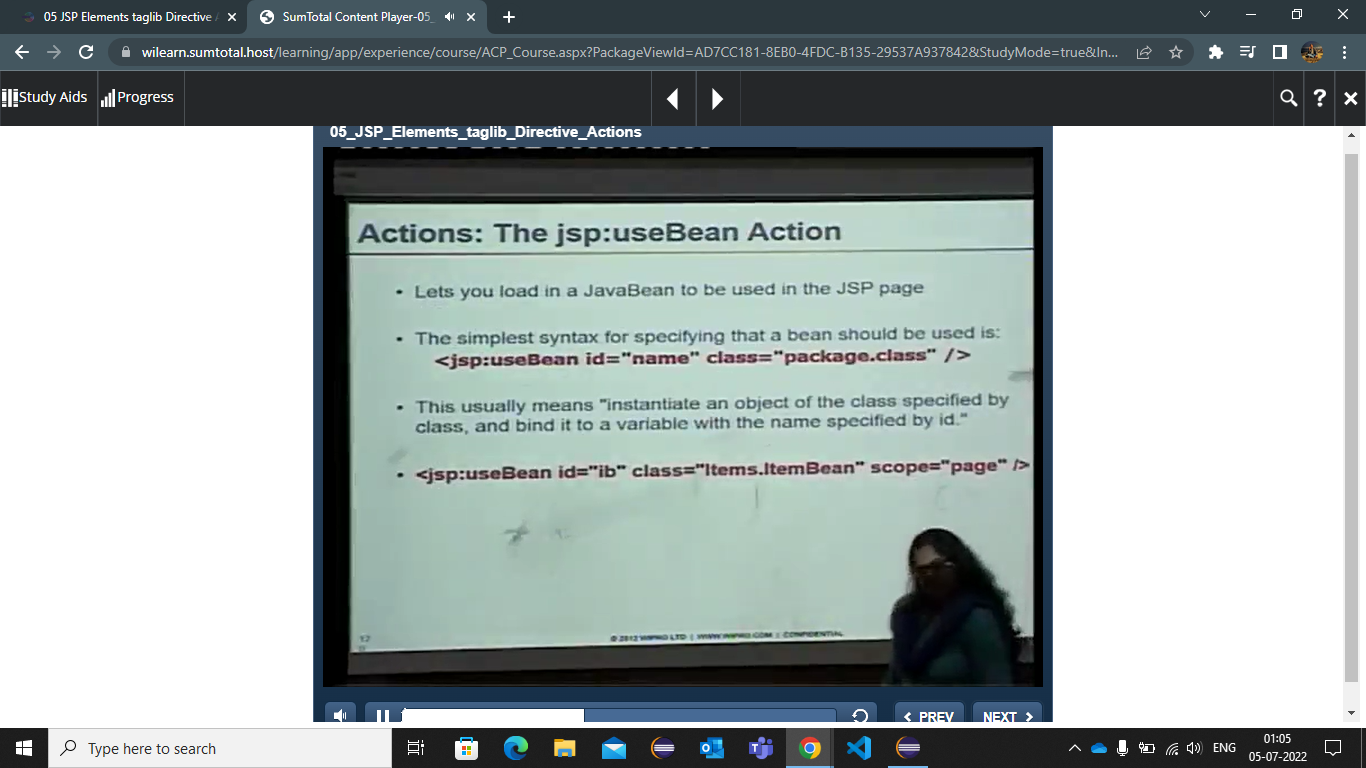 05 JSP Elements taglib Directive
SumTotal Content Player-05_
wilearn.sumtotal.host/learning/app/experience/course/ACP_Course.aspx?PackageViewId=AD7CC181-8EB0-4FDC-B135-29537A937842&StudyMode=true&In...
Study Aids
Progress
05_JSP_Elements_taglib_Directive_Actions
Actions: The jsp:useBean Action
• Lets you load in a JavaBean to be used in the JSP page
• The simplest syntax for specifying that a bean should be used is:
<jsp:useBean id="name" class="package.class" />
• This usually means "instantiate an object of the class specified by
class, and bind it to a variable with the name specified by id."
• <jsp:useBean id="ib" class="Items.ItemBean" scope="page" />
© 2012 WIPRO LTD | WWW.WIPRO.COM | CONFIDENTIAL
PREV
NEXT
Type here to search
ENG
01:05
05-07-2022